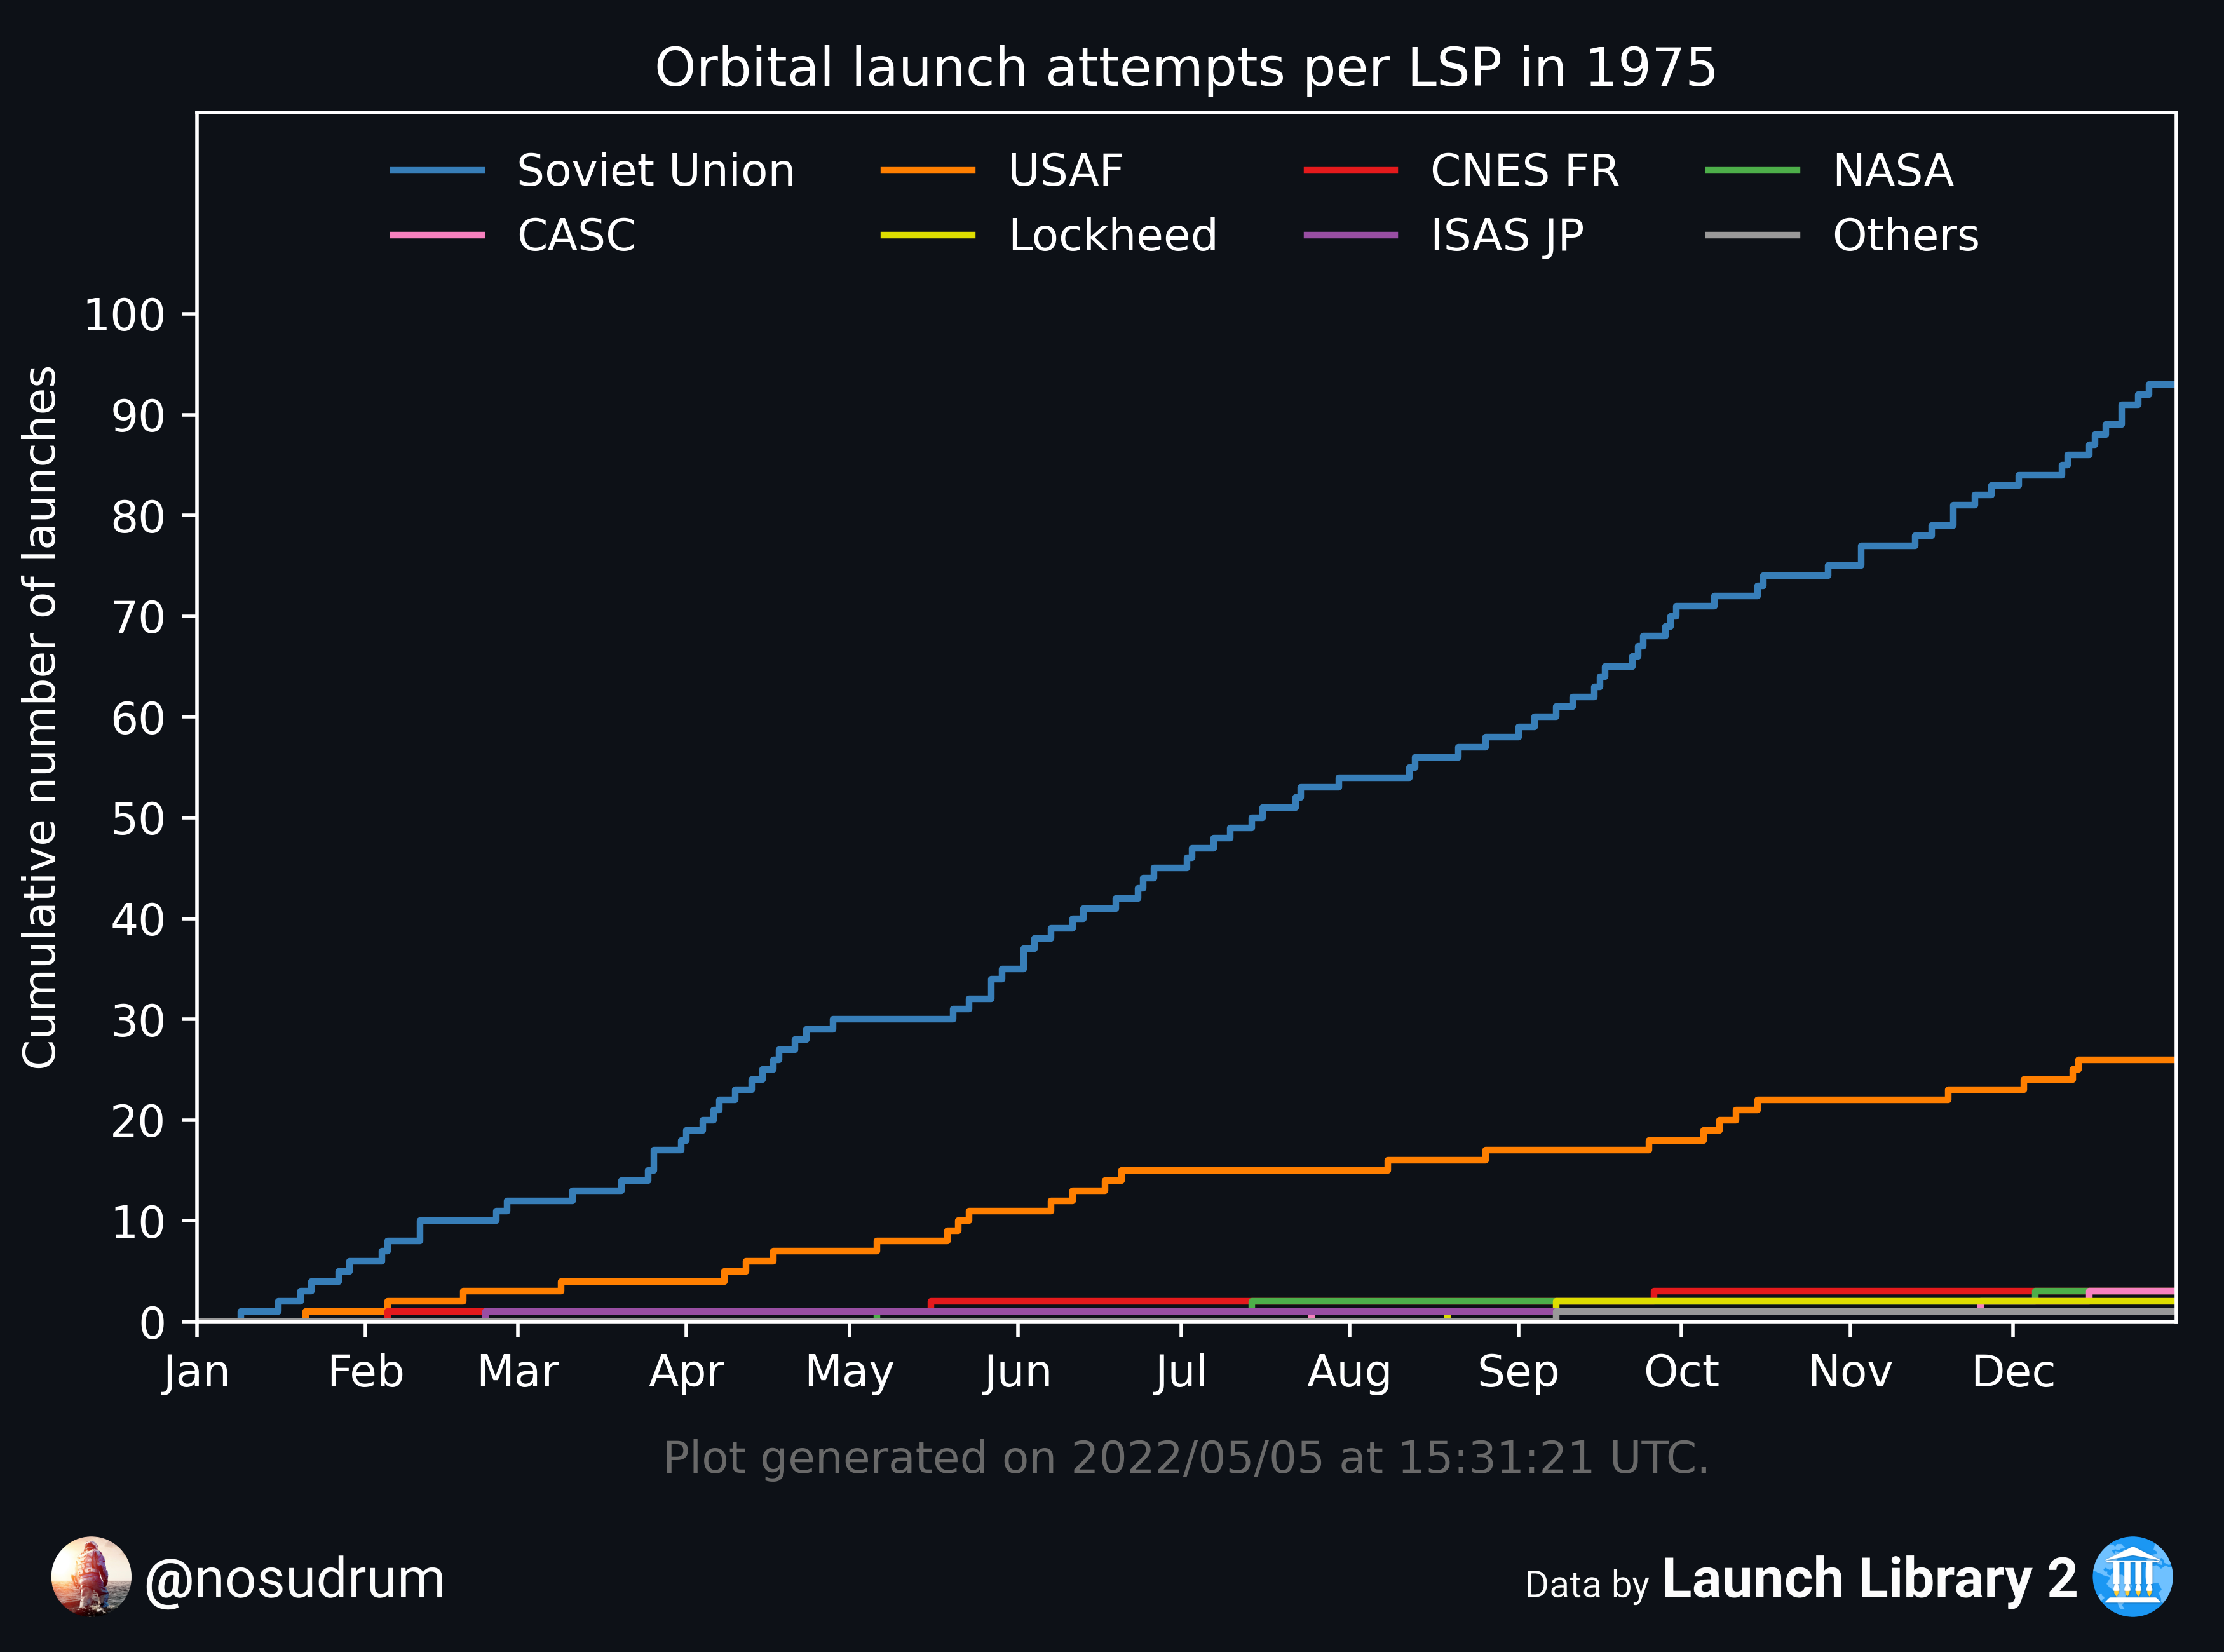 Orbital launch attempts per LSP in 1975
Soviet Union USAF CNES FR NASA
CASC Lockheed ISAS JP Others
Cumulative number of launches
100
90
80
70
60
50
40
30
20
10
0
Jan Feb Mar Apr May Jun Jul Aug Sep Oct Nov Dec
Plot generated on 2022/05/05 at 15:31:21 UTC.
@nosudrum
Data by Launch Library 2